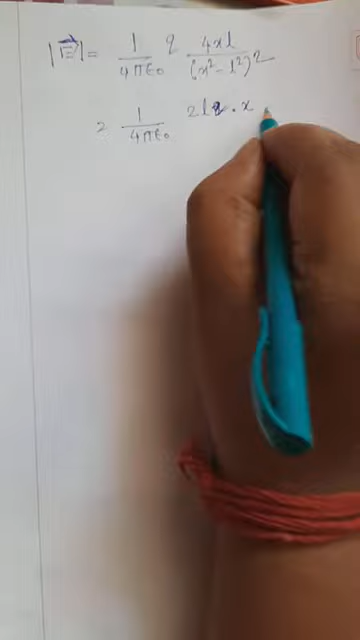 |E⃗| = 1/4πϵ₀ q 4xl/(x² - l²)²
= 1/4πϵ₀ 2lq . x